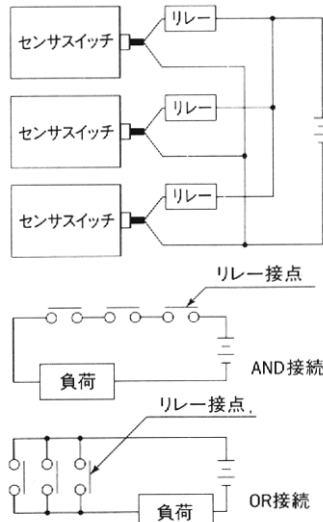 リレー
センサスイッチ
リレー
センサスイッチ
リレー
センサスイッチ
リレー接点
負荷
AND接続
リレー接点
負荷
OR接続